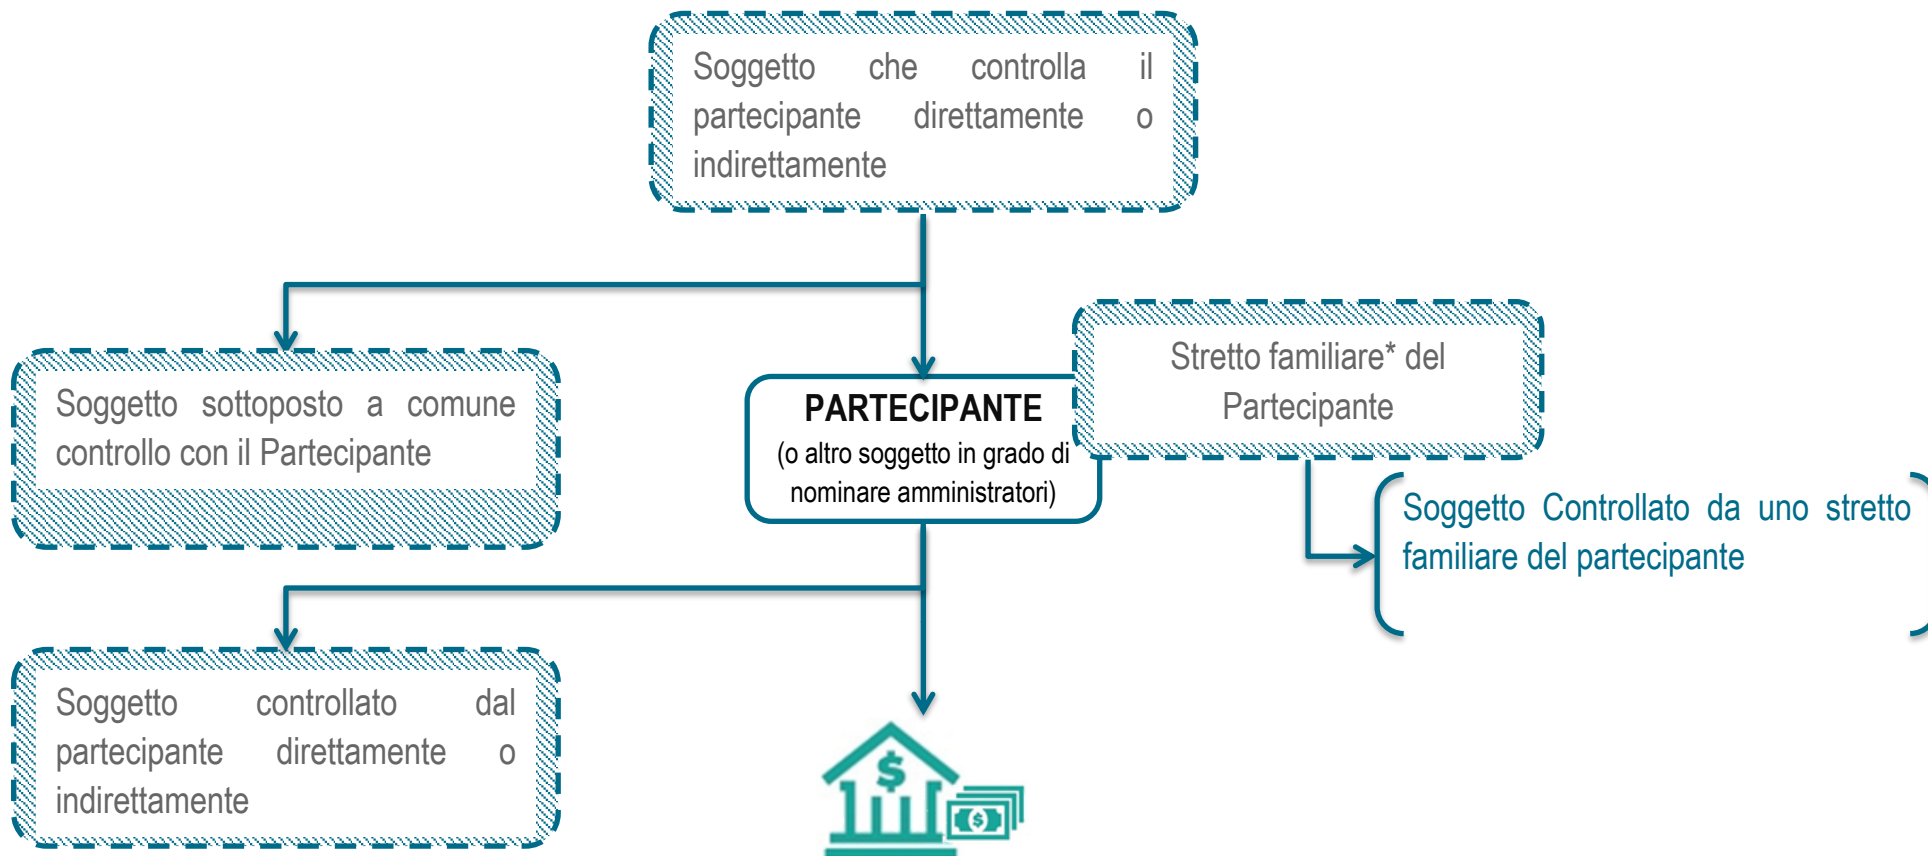 Soggetto che controlla il
partecipante direttamente o
indirettamente
Stretto familiare* del
Partecipante
Soggetto sottoposto a comune
controllo con il Partecipante
PARTECIPANTE
(o altro soggetto in grado di
nominare amministratori)
Soggetto Controllato da uno stretto
familiare del partecipante
Soggetto controllato dal
partecipante direttamente o
indirettamente
$
$